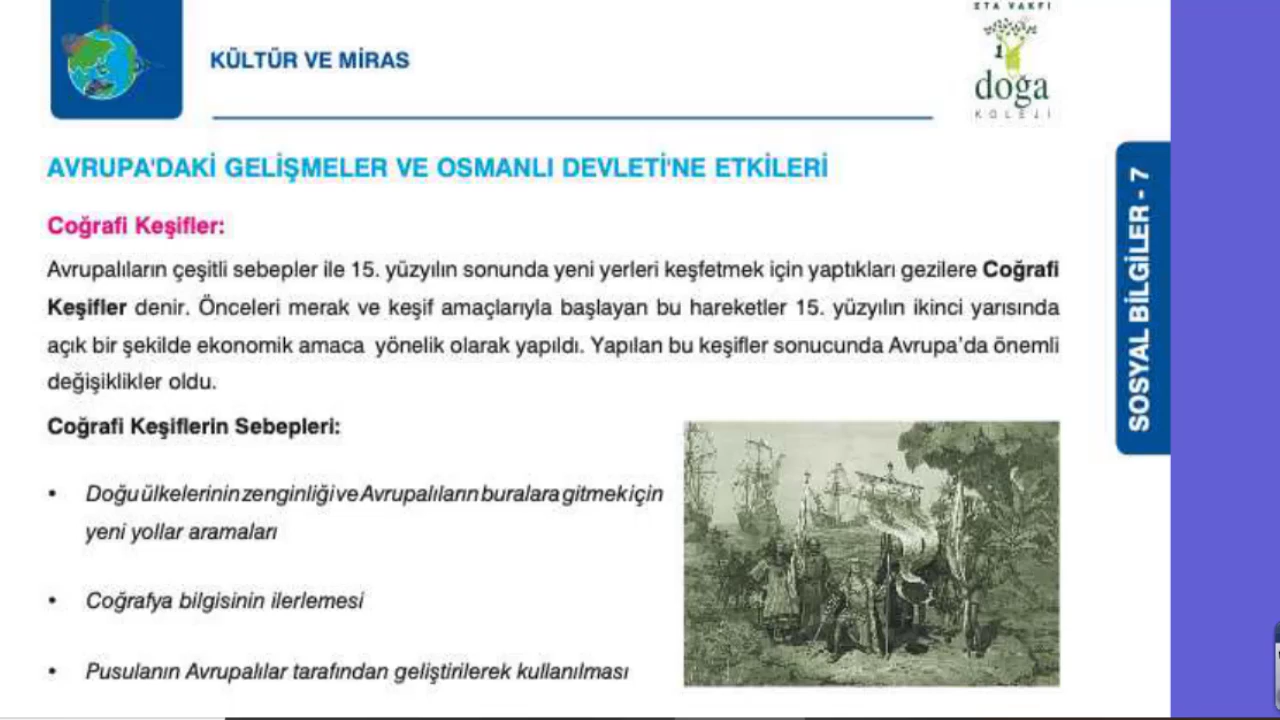 ETA VAKFI
KÜLTÜR VE MİRAS
1
doğa
KOLEJİ
AVRUPA'DAKİ GELİŞMELER VE OSMANLI DEVLETİ'NE ETKİLERİ
SOSYAL BİLGİLER - 7
Coğrafi Keşifler:
Avrupalıların çeşitli sebepler ile 15. yüzyılın sonunda yeni yerleri keşfetmek için yaptıkları gezilere Coğrafi
Keşifler denir. Önceleri merak ve keşif amaçlarıyla başlayan bu hareketler 15. yüzyılın ikinci yarısında
açık bir şekilde ekonomik amaca yönelik olarak yapıldı. Yapılan bu keşifler sonucunda Avrupa'da önemli
değişiklikler oldu.
Coğrafi Keşiflerin Sebepleri:
• Doğu ülkelerinin zenginliği ve Avrupalıların buralara gitmek için
yeni yollar aramaları
• Coğrafya bilgisinin ilerlemesi
• Pusulanın Avrupalılar tarafından geliştirilerek kullanılması